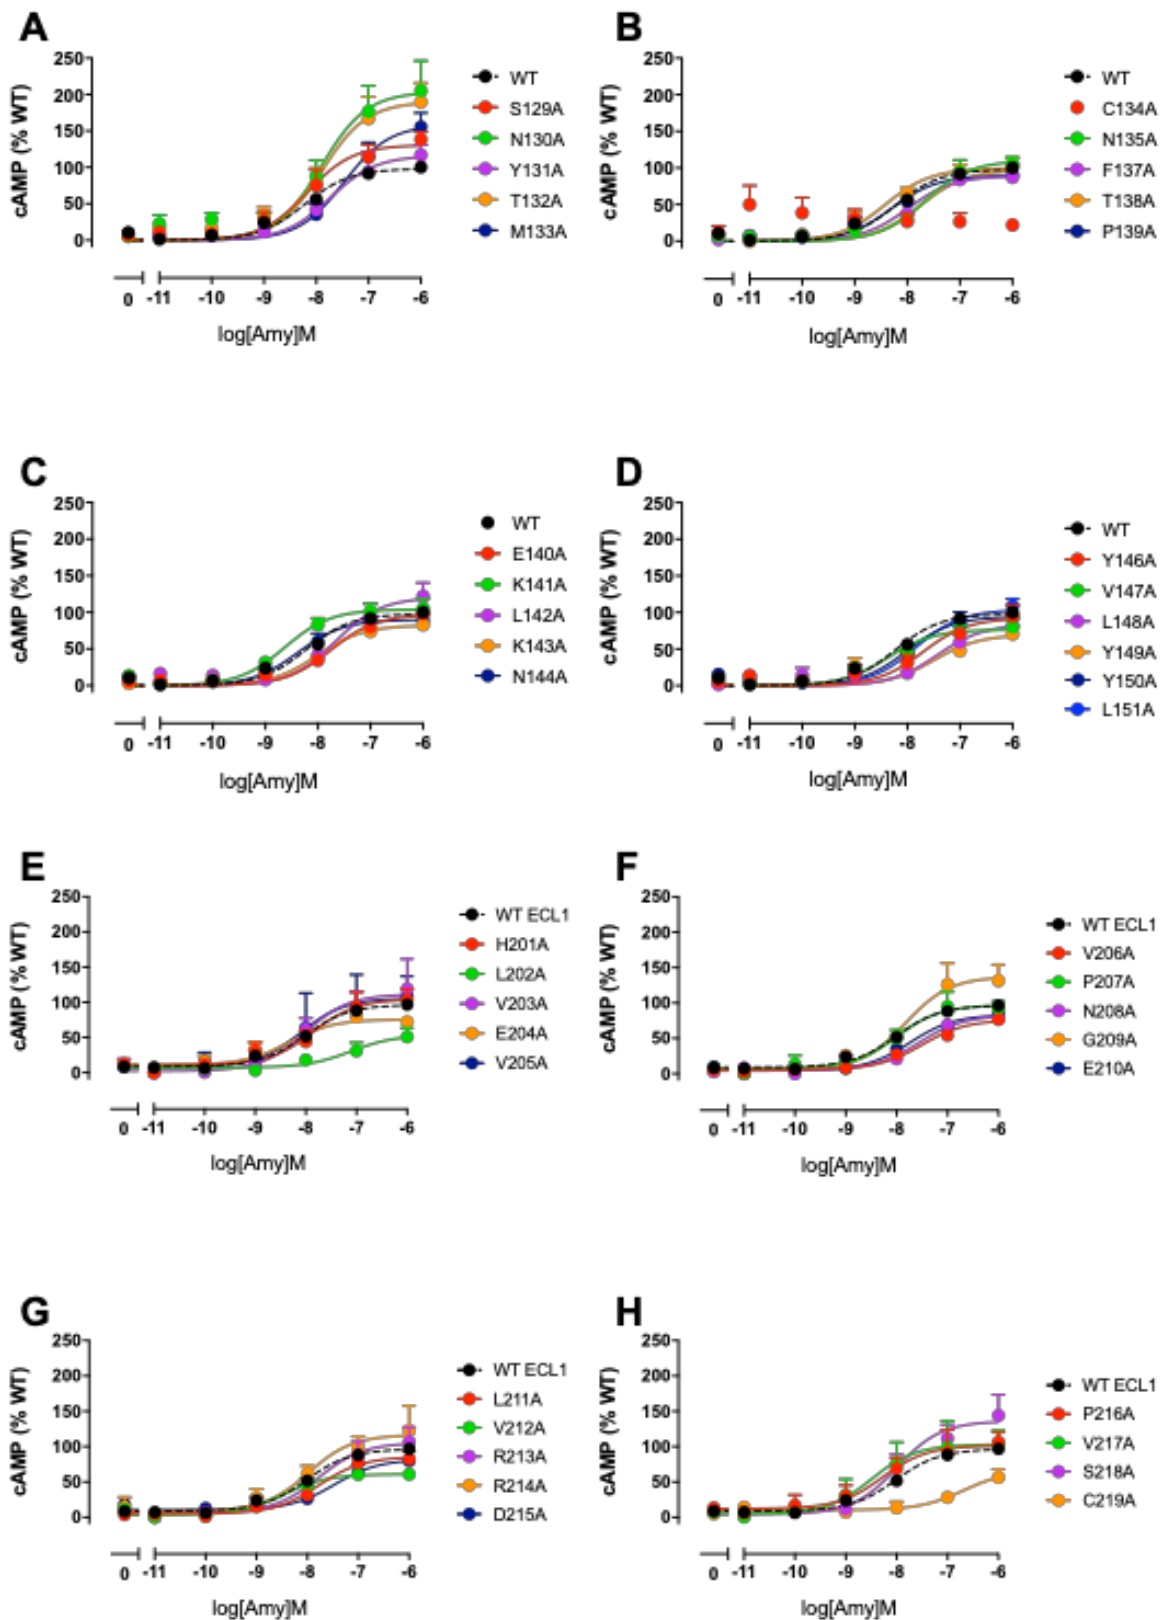 A
cAMP (% WT)
250
200
150
100
50
0
0 -11 -10 -9 -8 -7 -6
log[Amy]M
WT
S129A
N130A
Y131A
T132A
M133A
B
cAMP (% WT)
250
200
150
100
50
0
0 -11 -10 -9 -8 -7 -6
log[Amy]M
WT
C134A
N135A
F137A
T138A
P139A
C
cAMP (% WT)
250
200
150
100
50
0
0 -11 -10 -9 -8 -7 -6
log[Amy]M
WT
E140A
K141A
L142A
K143A
N144A
D
cAMP (% WT)
250
200
150
100
50
0
0 -11 -10 -9 -8 -7 -6
log[Amy]M
WT
Y146A
V147A
L148A
Y149A
Y150A
L151A
E
cAMP (% WT)
250
200
150
100
50
0
0 -11 -10 -9 -8 -7 -6
log[Amy]M
WT ECL1
H201A
L202A
V203A
E204A
V205A
F
cAMP (% WT)
250
200
150
100
50
0
0 -11 -10 -9 -8 -7 -6
log[Amy]M
WT ECL1
V206A
P207A
N208A
G209A
E210A
G
cAMP (% WT)
250
200
150
100
50
0
0 -11 -10 -9 -8 -7 -6
log[Amy]M
WT ECL1
L211A
V212A
R213A
R214A
D215A
H
cAMP (% WT)
250
200
150
100
50
0
0 -11 -10 -9 -8 -7 -6
log[Amy]M
WT ECL1
P216A
V217A
S218A
C219A